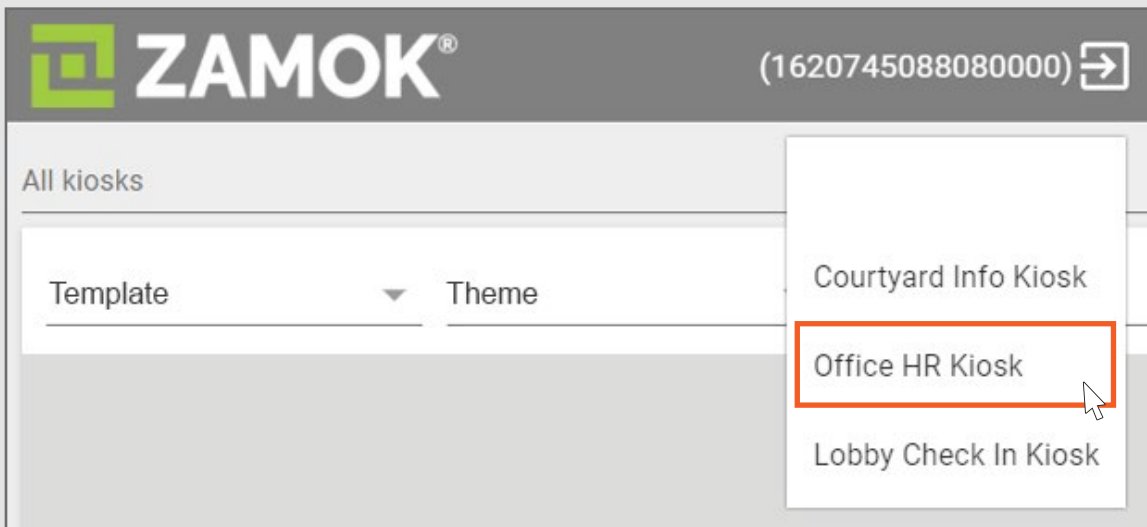 ZAMOK®
(1620745088080000)
All kiosks
Template
Theme
Courtyard Info Kiosk
Office HR Kiosk
Lobby Check In Kiosk